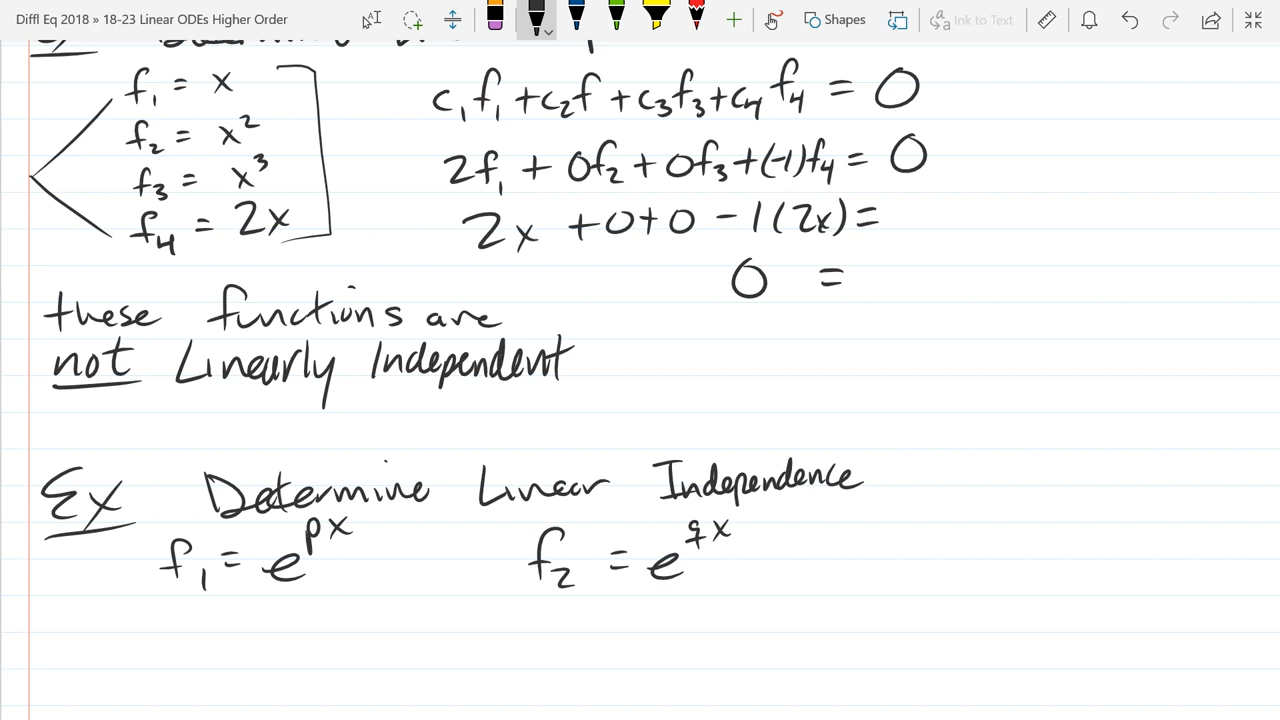 Diffl Eq 2018 » 18-23 Linear ODEs Higher Order
Shapes
Ink to Text
f₁ = x
f₂ = x²
f₃ = x³
f₄ = 2x
c₁f₁ + c₂f + c₃f₃ + c₄f₄ = 0
2f₁ + 0f₂ + 0f₃ + (-1)f₄ = 0
2x + 0 + 0 - 1(2x) =
0 =
these functions are
not Linearly Independent
Ex Determine Linear Independence
f₁ = e^{px} f₂ = e^{qx}